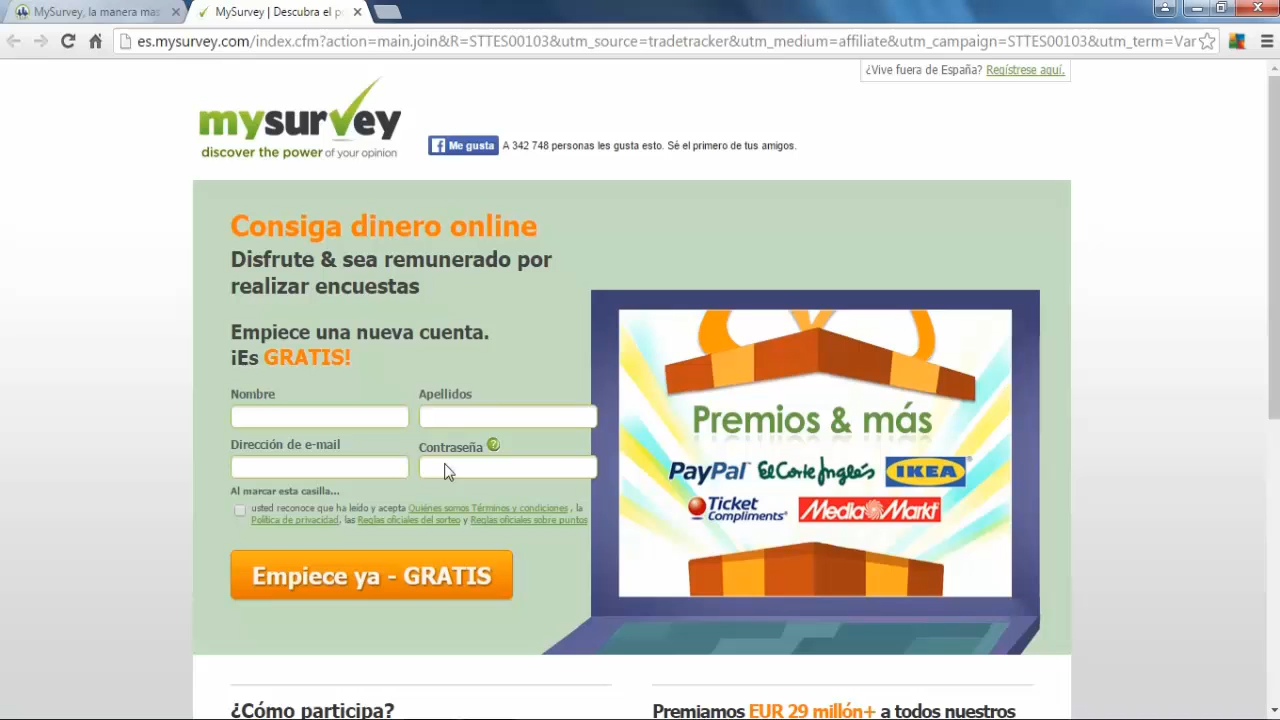 MySurvey, la manera mas
MySurvey | Descubra el p
es.mysurvey.com/index.cfm?action=main.join&R=STTES00103&utm_source=tradetracker&utm_medium=affiliate&utm_campaign=STTES00103&utm_term=Var
¿Vive fuera de España? Regístrese aquí.
mysurvey
discover the power of your opinion
Me gusta A 342 748 personas les gusta esto. Sé el primero de tus amigos.
Consiga dinero online
Disfrute & sea remunerado por
realizar encuestas
Empiece una nueva cuenta.
¡Es GRATIS!
Nombre Apellidos
Dirección de e-mail Contraseña ?
Al marcar esta casilla...
usted reconoce que ha leído y acepta Quiénes somos Términos y condiciones , la
Política de privacidad, las Reglas oficiales del sorteo y Reglas oficiales sobre puntos
Empiece ya - GRATIS
Premios & más
PayPal El Corte Inglés IKEA
Ticket Compliments Media Markt
¿Cómo participa?
Premiamos EUR 29 millón+ a todos nuestros